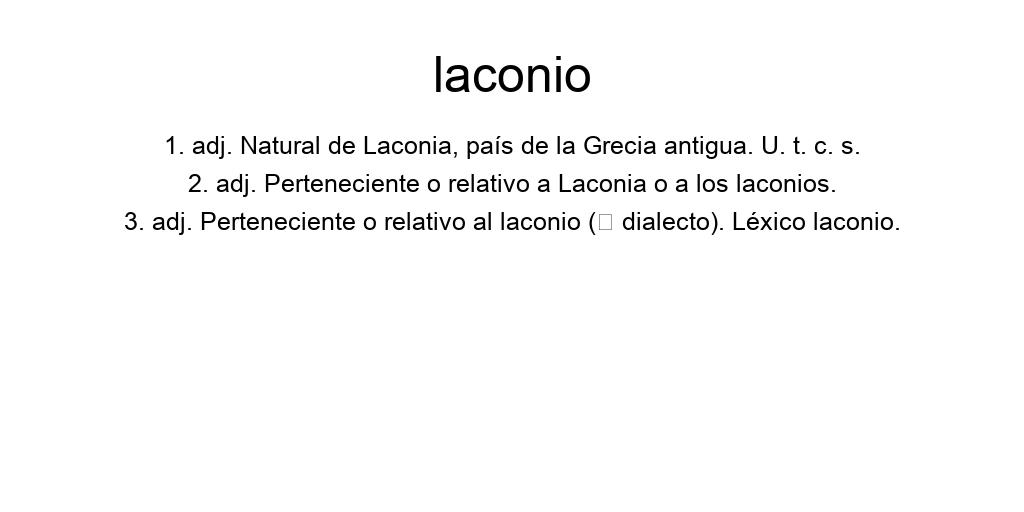 laconio
1. adj. Natural de Laconia, país de la Grecia antigua. U. t. c. s.
2. adj. Perteneciente o relativo a Laconia o a los laconios.
3. adj. Perteneciente o relativo al laconio (□ dialecto). Léxico laconio.